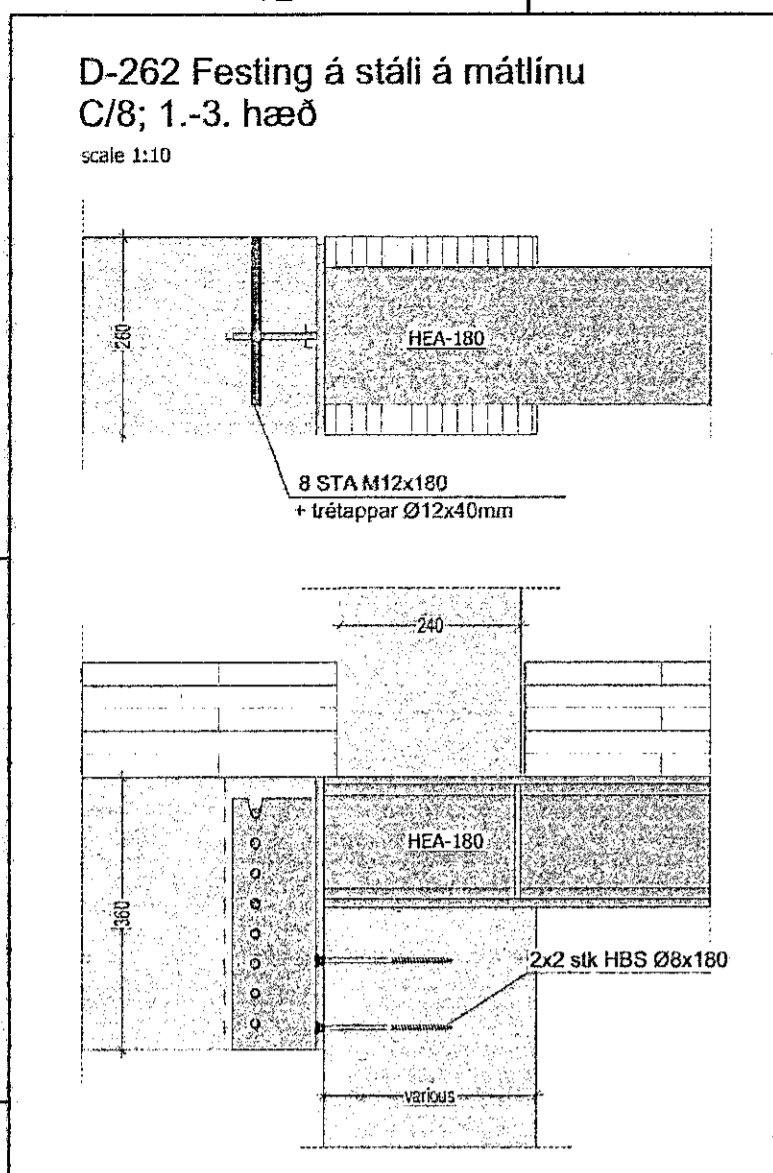 D-262 Festing á stáli á mátlínu
C/8; 1.-3. hæð
scale 1:10
260
HEA-180
8 STA M12x180
+ trétappar Ø12x40mm
240
HEA-180
360
2x2 stk HBS Ø8x180
various